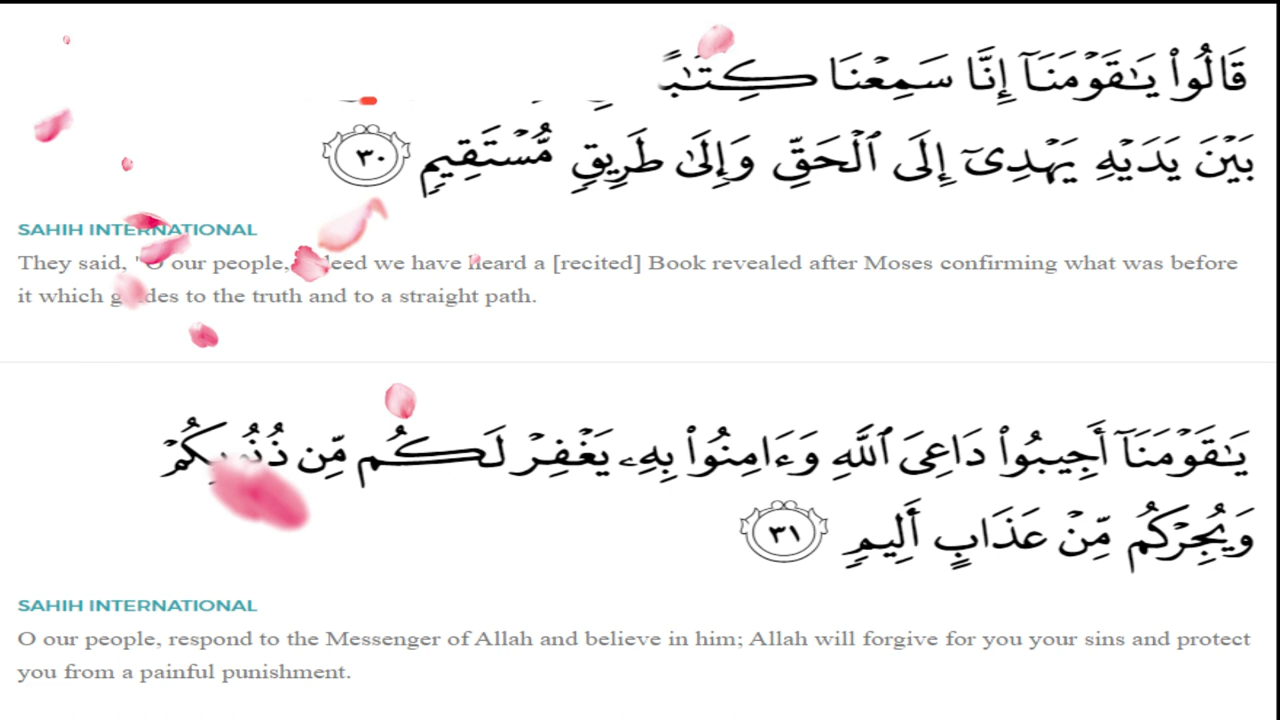 قَالُوا۟ يَـٰقَوْمَنَآ إِنَّا سَمِعْنَا كِتَـٰبًا
بَيْنَ يَدَيْهِ يَهْدِىٓ إِلَى ٱلْحَقِّ وَإِلَىٰ طَرِيقٍ مُّسْتَقِيمٍ ٣٠
SAHIH INTERNATIONAL
They said, "O our people, indeed we have heard a [recited] Book revealed after Moses confirming what was before
it which guides to the truth and to a straight path.
يَـٰقَوْمَنَآ أَجِيبُوا۟ دَاعِىَ ٱللَّهِ وَءَامِنُوا۟ بِهِۦ يَغْفِرْ لَكُم مِّن ذُنُوبِكُمْ
وَيُجِرْكُم مِّنْ عَذَابٍ أَلِيمٍ ٣١
SAHIH INTERNATIONAL
O our people, respond to the Messenger of Allah and believe in him; Allah will forgive for you your sins and protect
you from a painful punishment.